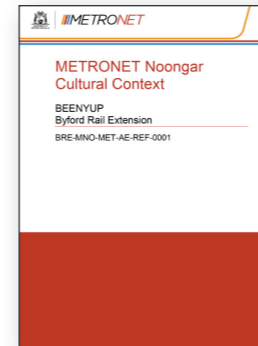 METRONET
METRONET Noongar
Cultural Context
BEENYUP
Byford Rail Extension
BRE-MNO-MET-AE-REF-0001